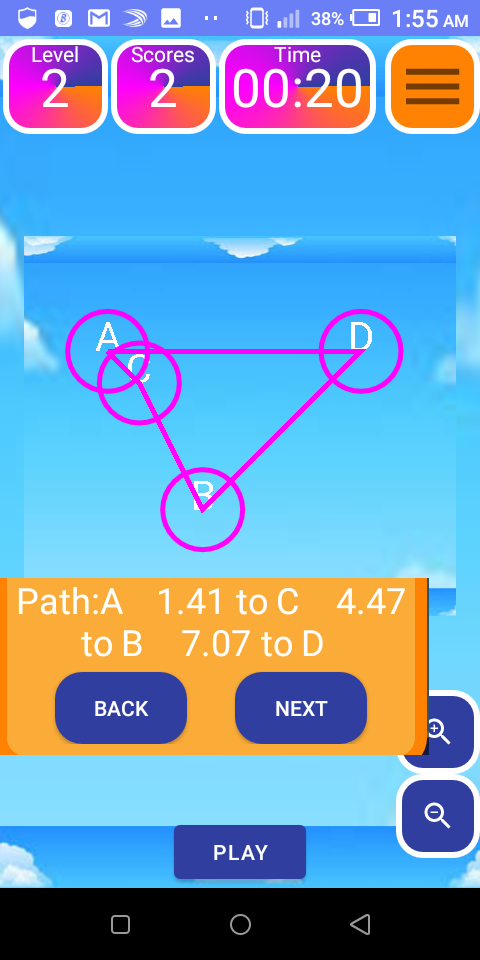 38% 1:55 AM
Level Scores Time
2 2 00:20
A D
C
B
Path:A 1.41 to C 4.47
to B 7.07 to D
BACK NEXT
PLAY